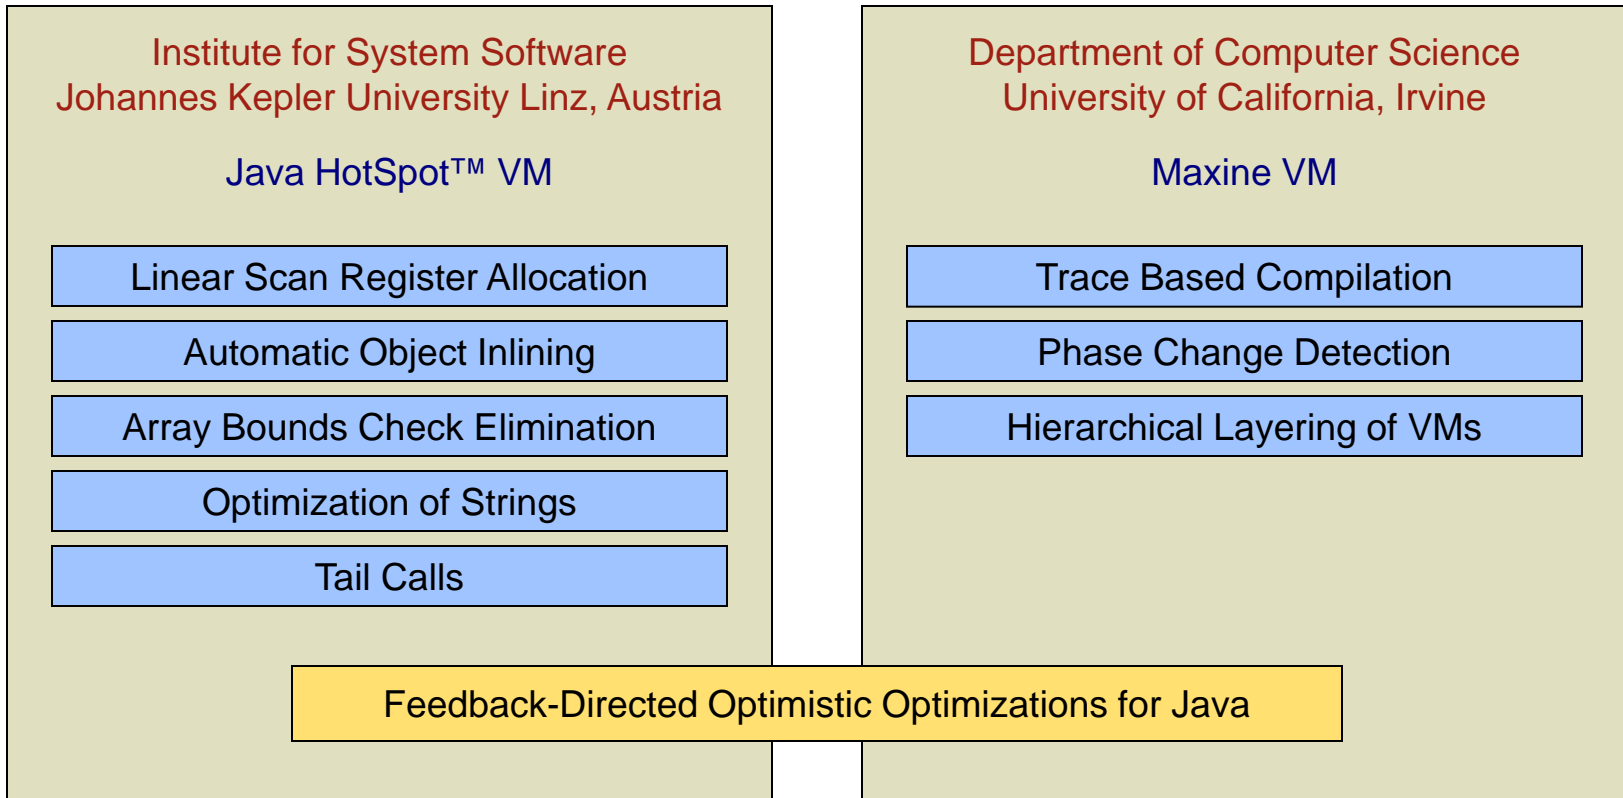 Institute for System Software
Johannes Kepler University Linz, Austria
Java HotSpot™ VM
Linear Scan Register Allocation
Automatic Object Inlining
Array Bounds Check Elimination
Optimization of Strings
Tail Calls
Department of Computer Science
University of California, Irvine
Maxine VM
Trace Based Compilation
Phase Change Detection
Hierarchical Layering of VMs
Feedback-Directed Optimistic Optimizations for Java